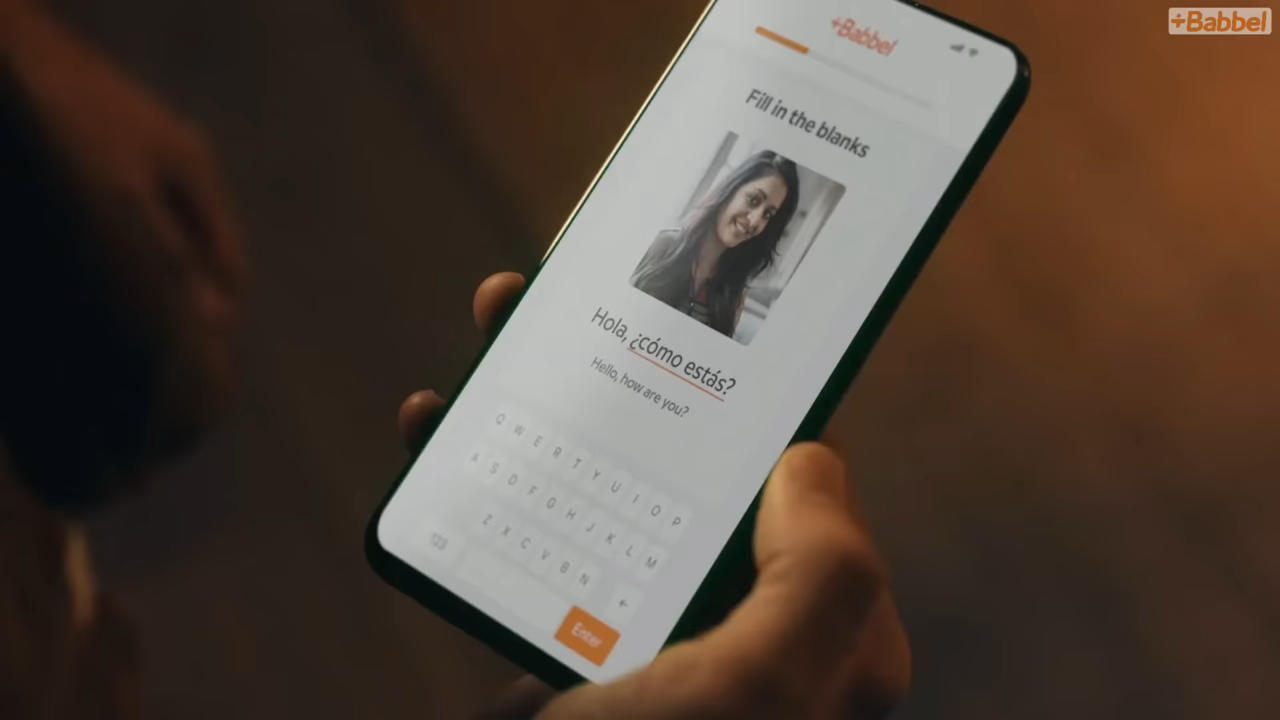 +Babbel
+Babbel
Fill in the blanks
Hola, ¿cómo estás?
Hello, how are you?
Q W E R T Y U I O P
A S D F G H J K L M
Z X C V B N
123
Enter